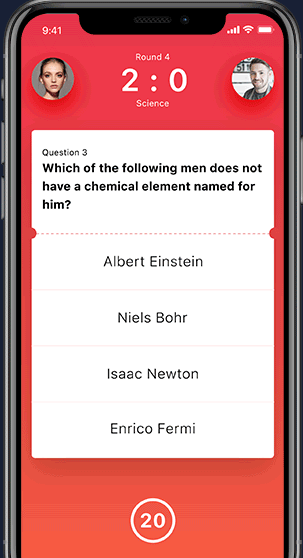 9:41
Round 4
2 : 0
Science
Question 3
Which of the following men does not
have a chemical element named for
him?
Albert Einstein
Niels Bohr
Isaac Newton
Enrico Fermi
20